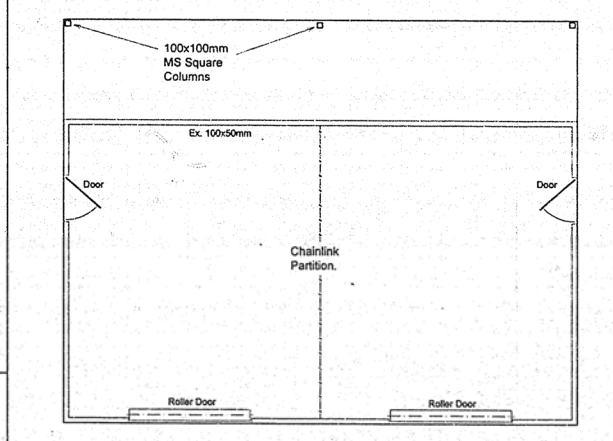 100x100mm
MS Square
Columns
Ex. 100x50mm
Door
Door
Chainlink
Partition.
Roller Door
Roller Door